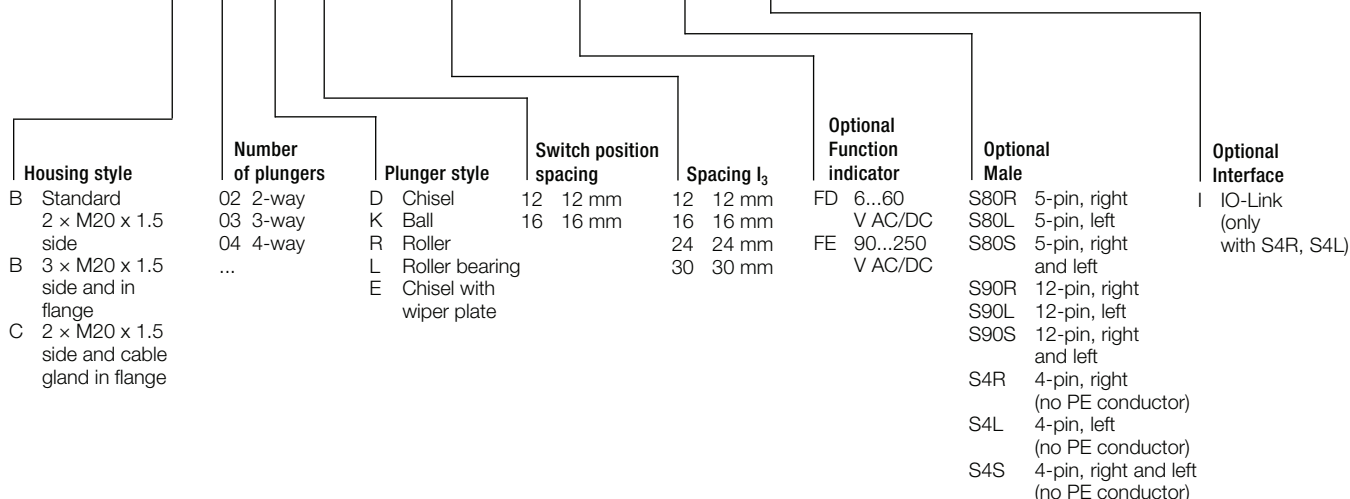 Housing style
B Standard
2 × M20 x 1.5
side
B 3 × M20 x 1.5
side and in
flange
C 2 × M20 x 1.5
side and cable
gland in flange
Number
of plungers
02 2-way
03 3-way
04 4-way
...
Plunger style
D Chisel
K Ball
R Roller
L Roller bearing
E Chisel with
wiper plate
Switch position
spacing
12 12 mm
16 16 mm
Spacing l₃
12 12 mm
16 16 mm
24 24 mm
30 30 mm
Optional
Function
indicator
FD 6...60
V AC/DC
FE 90...250
V AC/DC
Optional
Male
S80R 5-pin, right
S80L 5-pin, left
S80S 5-pin, right
and left
S90R 12-pin, right
S90L 12-pin, left
S90S 12-pin, right
and left
S4R 4-pin, right
(no PE conductor)
S4L 4-pin, left
(no PE conductor)
S4S 4-pin, right and left
(no PE conductor)
Optional
Interface
I IO-Link
(only
with S4R, S4L)